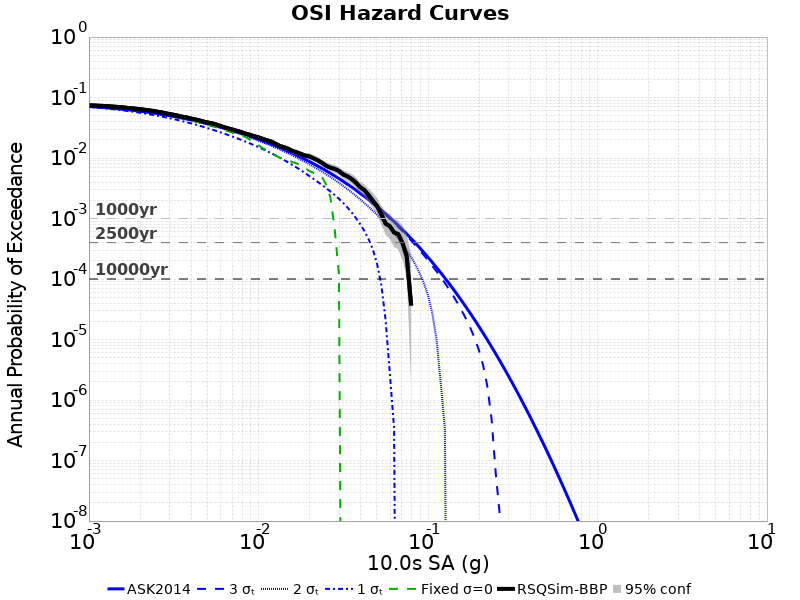 OSI Hazard Curves
Annual Probability of Exceedance
10^0
10^-1
10^-2
10^-3
10^-4
10^-5
10^-6
10^-7
10^-8
1000yr
2500yr
10000yr
10^-3 10^-2 10^-1 10^0 10^1
10.0s SA (g)
ASK2014 3 σₜ 2 σₜ 1 σₜ Fixed σ=0 RSQSim-BBP 95% conf